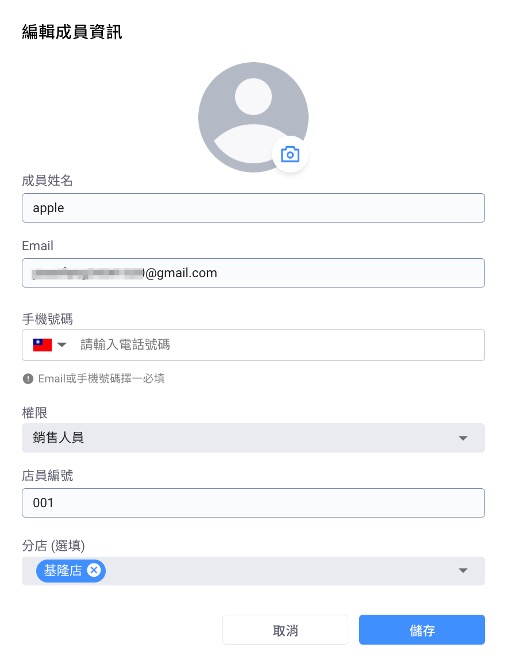 編輯成員資訊
成員姓名
apple
Email
@gmail.com
手機號碼
請輸入電話號碼
Email或手機號碼擇一必填
權限
銷售人員
店員編號
001
分店 (選填)
基隆店
取消
儲存